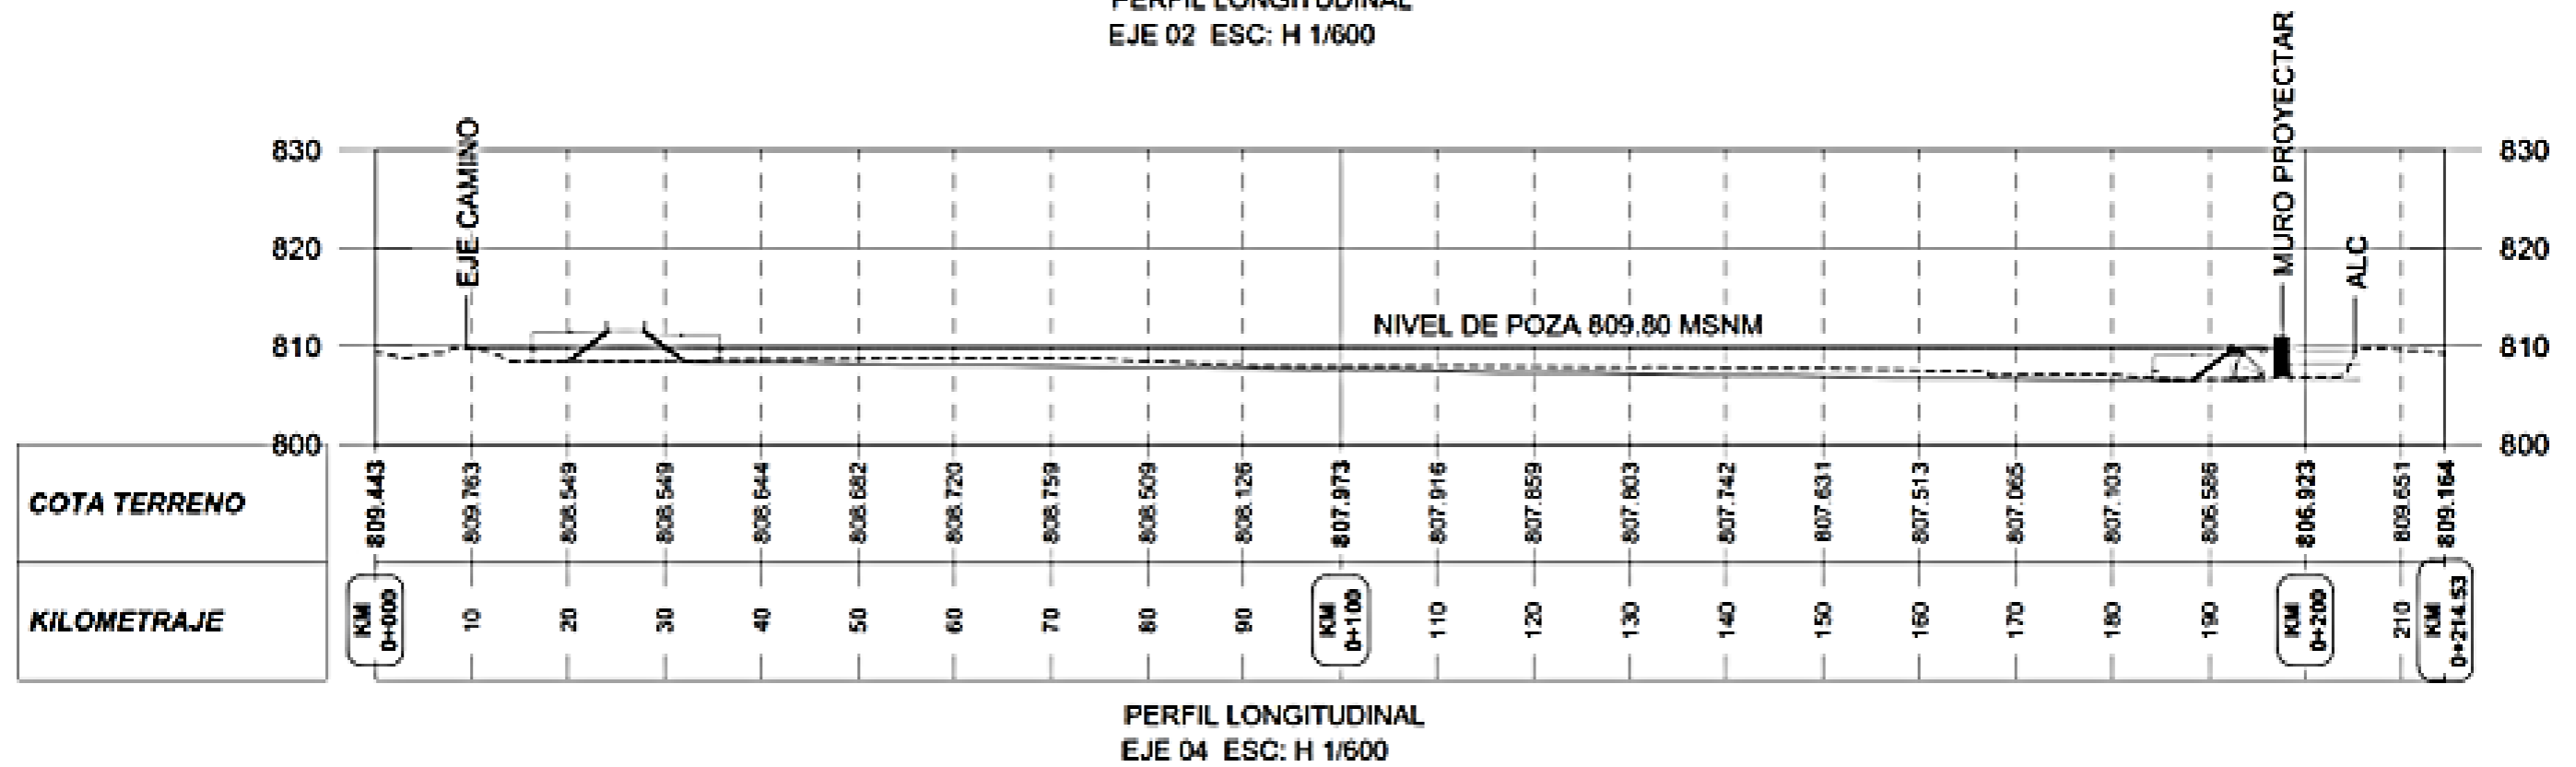 PERFIL LONGITUDINAL
EJE 02 ESC: H 1/600
EJE CAMINO
MURO PROYECTAR
ALC
830 830
820 820
NIVEL DE POZA 809.80 MSNM
810 810
800 800
COTA TERRENO 809.443 809.763 808.549 808.549 808.644 808.682 808.720 808.759 808.509 808.126 807.973 807.916 807.859 807.803 807.742 807.631 807.513 807.065 807.103 806.586 806.923 809.651 809.164
KILOMETRAJE KM 0+000 10 20 30 40 50 60 70 80 90 KM 0+100 110 120 130 140 150 160 170 180 190 KM 0+200 210 KM 0+214.53
PERFIL LONGITUDINAL
EJE 04 ESC: H 1/600